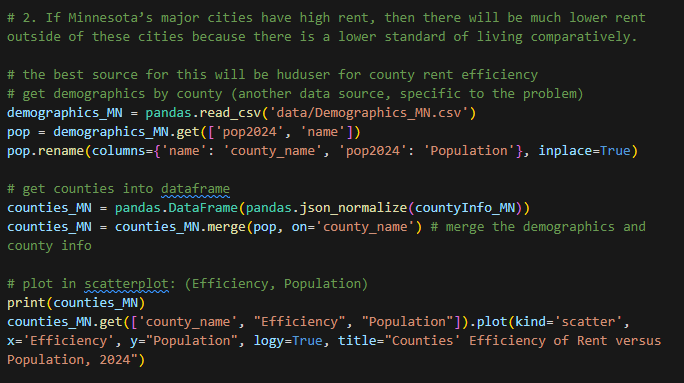 # 2. If Minnesota’s major cities have high rent, then there will be much lower rent
outside of these cities because there is a lower standard of living comparatively.
# the best source for this will be huduser for county rent efficiency
# get demographics by county (another data source, specific to the problem)
demographics_MN = pandas.read_csv('data/Demographics_MN.csv')
pop = demographics_MN.get(['pop2024', 'name'])
pop.rename(columns={'name': 'county_name', 'pop2024': 'Population'}, inplace=True)
# get counties into dataframe
counties_MN = pandas.DataFrame(pandas.json_normalize(countyInfo_MN))
counties_MN = counties_MN.merge(pop, on='county_name') # merge the demographics and
county info
# plot in scatterplot: (Efficiency, Population)
print(counties_MN)
counties_MN.get(['county_name', "Efficiency", "Population"]).plot(kind='scatter',
x='Efficiency', y="Population", logy=True, title="Counties' Efficiency of Rent versus
Population, 2024")